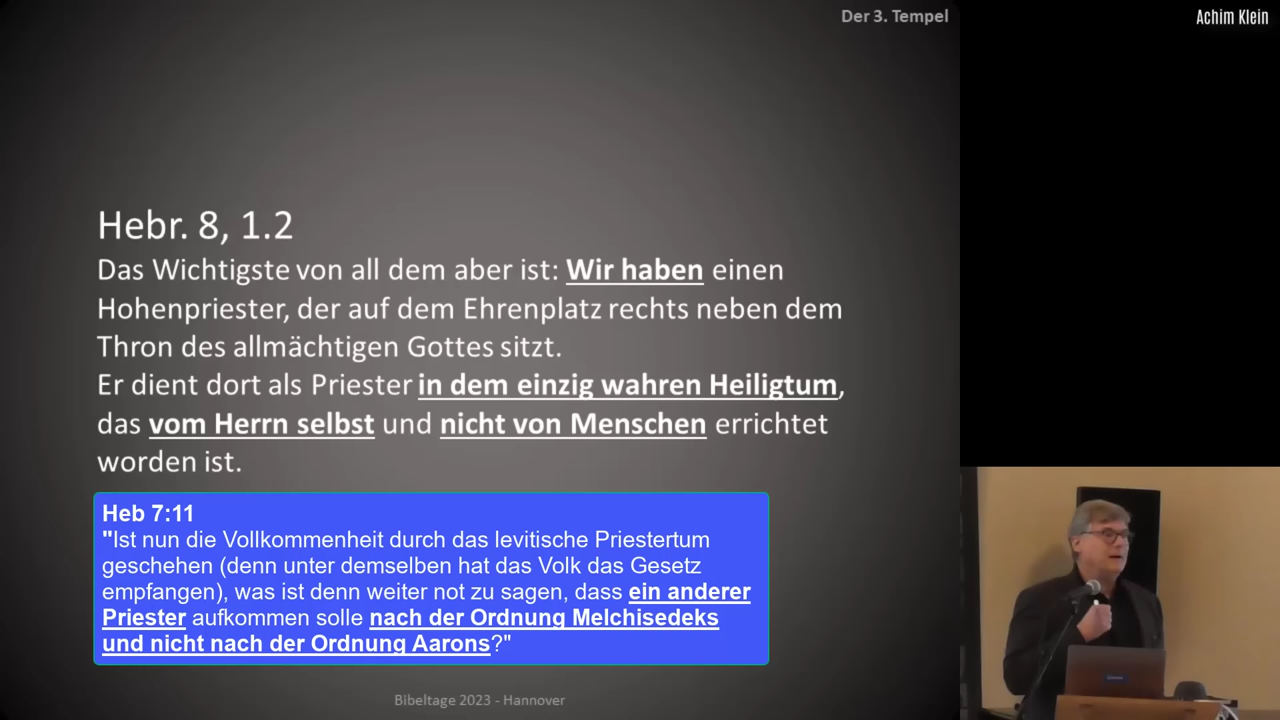 Der 3. Tempel
Achim Klein
Hebr. 8, 1.2
Das Wichtigste von all dem aber ist: Wir haben einen
Hohenpriester, der auf dem Ehrenplatz rechts neben dem
Thron des allmächtigen Gottes sitzt.
Er dient dort als Priester in dem einzig wahren Heiligtum,
das vom Herrn selbst und nicht von Menschen errichtet
worden ist.
Heb 7:11
"Ist nun die Vollkommenheit durch das levitische Priestertum
geschehen (denn unter demselben hat das Volk das Gesetz
empfangen), was ist denn weiter not zu sagen, dass ein anderer
Priester aufkommen solle nach der Ordnung Melchisedeks
und nicht nach der Ordnung Aarons?"
Bibeltage 2023 - Hannover